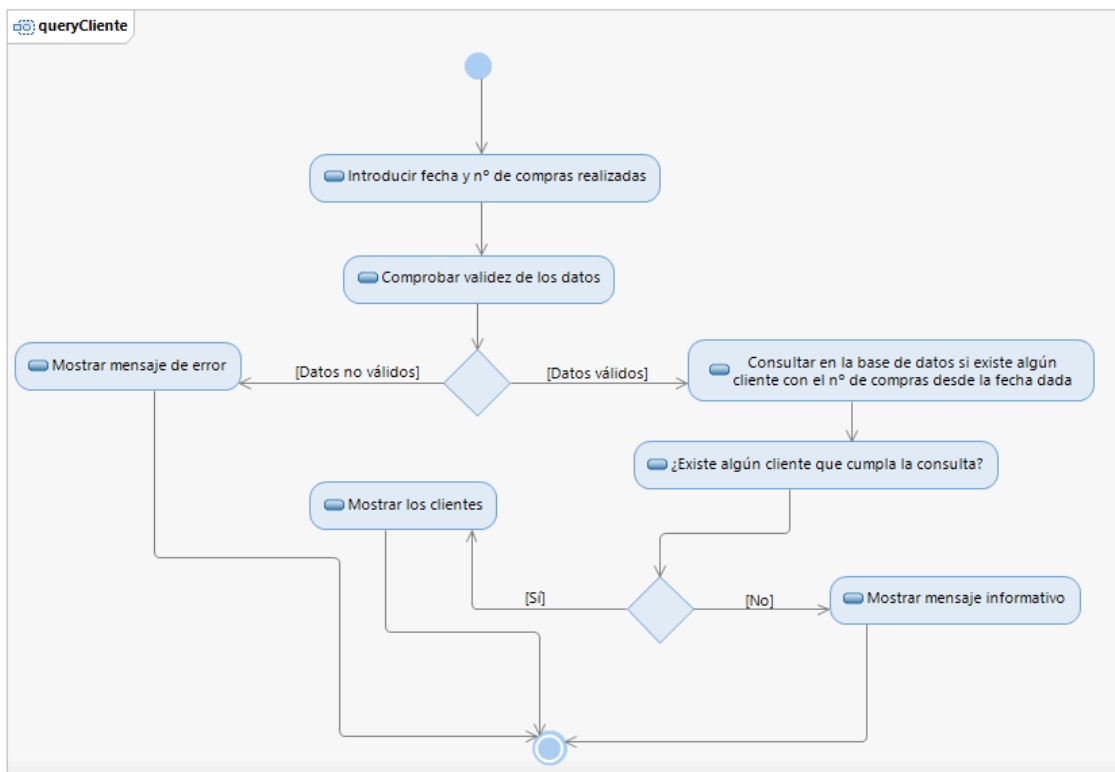 queryCliente
Introducir fecha y nº de compras realizadas
Comprobar validez de los datos
Mostrar mensaje de error
[Datos no válidos]
[Datos válidos]
Consultar en la base de datos si existe algún
cliente con el nº de compras desde la fecha dada
¿Existe algún cliente que cumpla la consulta?
Mostrar los clientes
[Sí]
[No]
Mostrar mensaje informativo